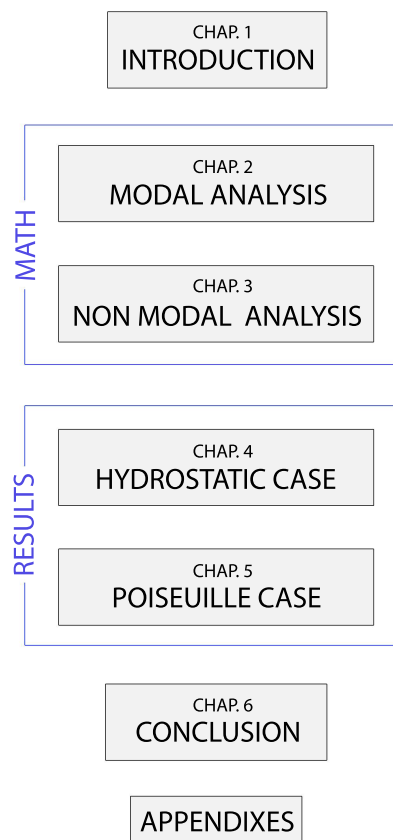 CHAP. 1
INTRODUCTION
MATH
CHAP. 2
MODAL ANALYSIS
CHAP. 3
NON MODAL ANALYSIS
RESULTS
CHAP. 4
HYDROSTATIC CASE
CHAP. 5
POISEUILLE CASE
CHAP. 6
CONCLUSION
APPENDIXES